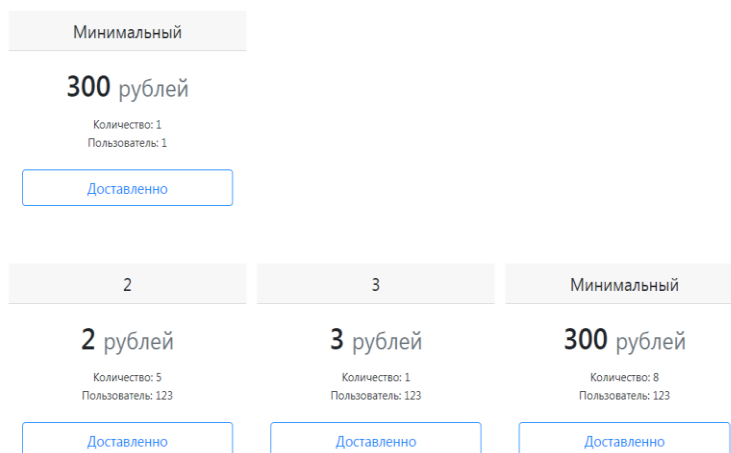 Минимальный
300 рублей
Количество: 1
Пользователь: 1
Доставленно
2
2 рублей
Количество: 5
Пользователь: 123
Доставленно
3
3 рублей
Количество: 1
Пользователь: 123
Доставленно
Минимальный
300 рублей
Количество: 8
Пользователь: 123
Доставленно